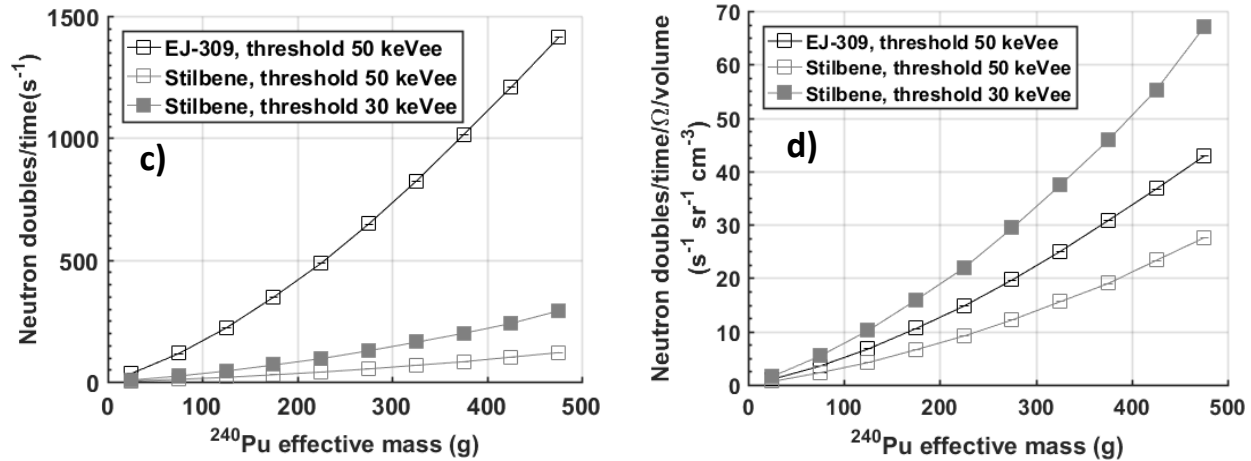 1500
1000
500
0
Neutron doubles/time(s⁻¹)
EJ-309, threshold 50 keVee
Stilbene, threshold 50 keVee
Stilbene, threshold 30 keVee
c)
0 100 200 300 400 500
²⁴⁰Pu effective mass (g)
70
60
50
40
30
20
10
0
Neutron doubles/time/Ω/volume
(s⁻¹ sr⁻¹ cm⁻³)
EJ-309, threshold 50 keVee
Stilbene, threshold 50 keVee
Stilbene, threshold 30 keVee
d)
0 100 200 300 400 500
²⁴⁰Pu effective mass (g)